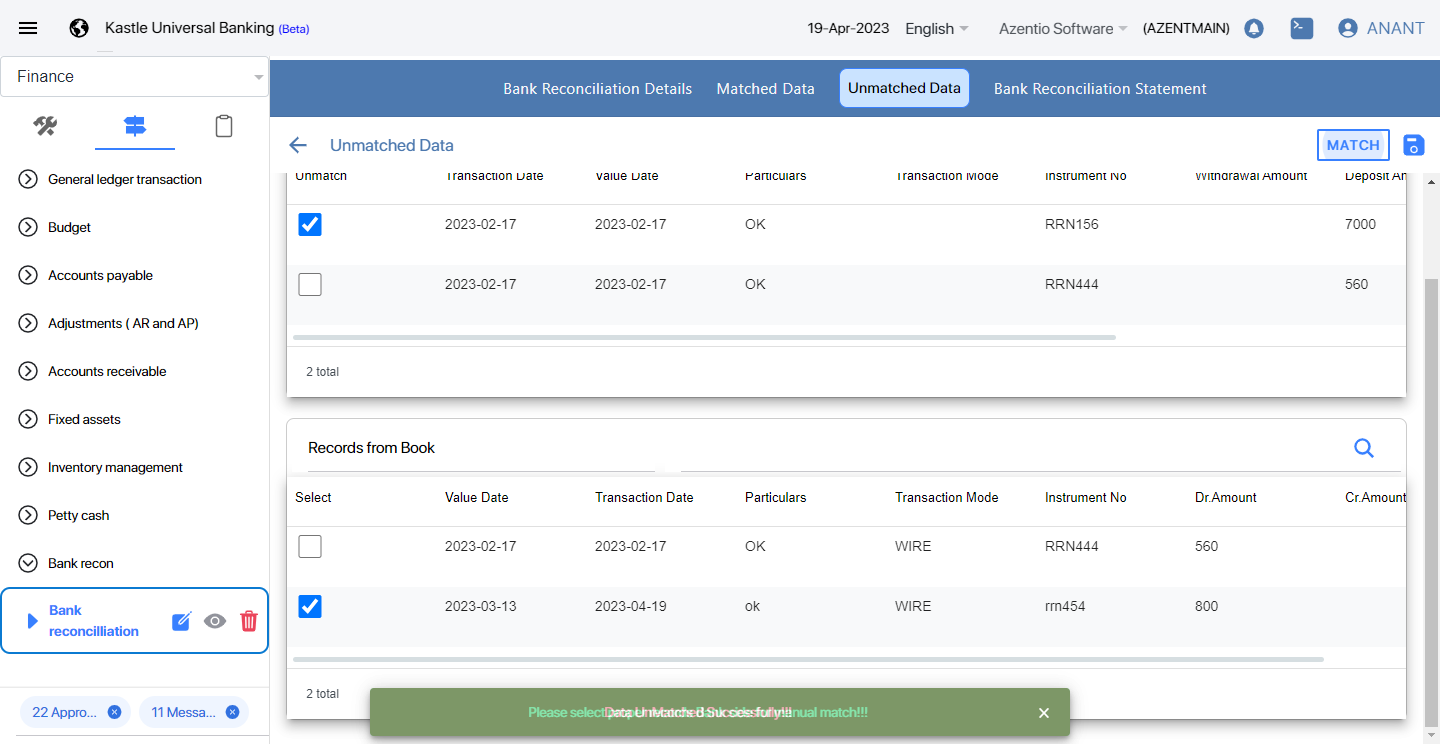 Kastle Universal Banking (Beta)
19-Apr-2023 English Azentio Software (AZENTMAIN) ANANT
Finance
Bank Reconciliation Details Matched Data Unmatched Data Bank Reconciliation Statement
Unmatched Data MATCH
General ledger transaction
Budget
Accounts payable
Adjustments ( AR and AP)
Accounts receivable
Fixed assets
Inventory management
Petty cash
Bank recon
Bank
reconcilliation
22 Appro... 11 Messa...
Unmatch Transaction Date Value Date Particulars Transaction Mode Instrument No Withdrawal Amount Deposit Am
2023-02-17 2023-02-17 OK RRN156 7000
2023-02-17 2023-02-17 OK RRN444 560
2 total
Records from Book
Select Value Date Transaction Date Particulars Transaction Mode Instrument No Dr.Amount Cr.Amount
2023-02-17 2023-02-17 OK WIRE RRN444 560
2023-03-13 2023-04-19 ok WIRE rrn454 800
2 total
Please select manual match!!!